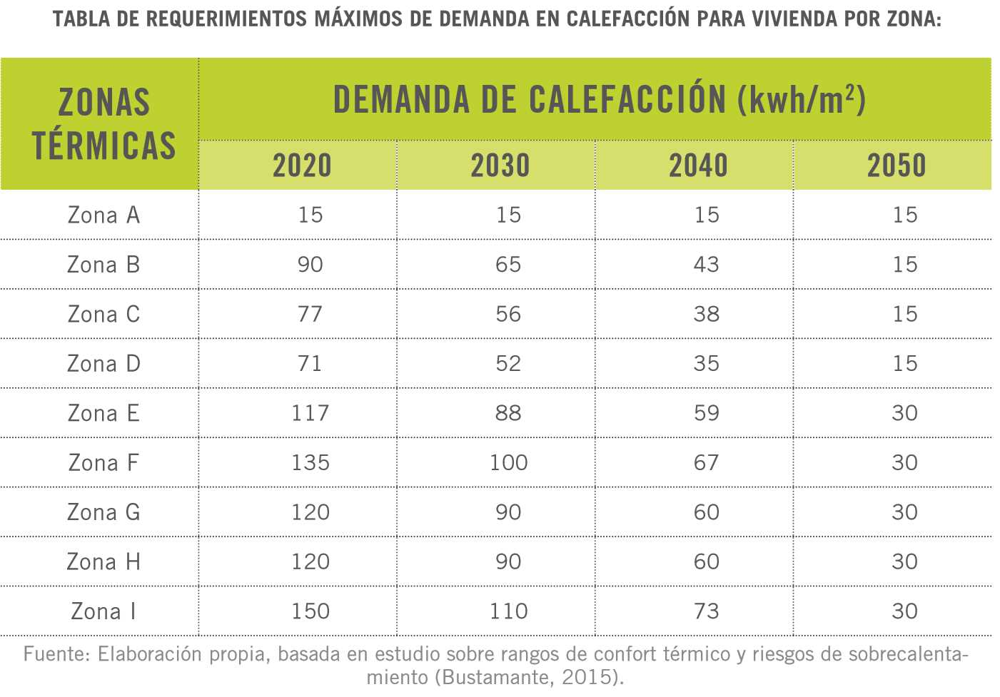 TABLA DE REQUERIMIENTOS MÁXIMOS DE DEMANDA EN CALEFACCIÓN PARA VIVIENDA POR ZONA:
ZONAS
TÉRMICAS
DEMANDA DE CALEFACCIÓN (kwh/m²)
2020 2030 2040 2050
Zona A 15 15 15 15
Zona B 90 65 43 15
Zona C 77 56 38 15
Zona D 71 52 35 15
Zona E 117 88 59 30
Zona F 135 100 67 30
Zona G 120 90 60 30
Zona H 120 90 60 30
Zona I 150 110 73 30
Fuente: Elaboración propia, basada en estudio sobre rangos de confort térmico y riesgos de sobrecalenta-
miento (Bustamante, 2015).